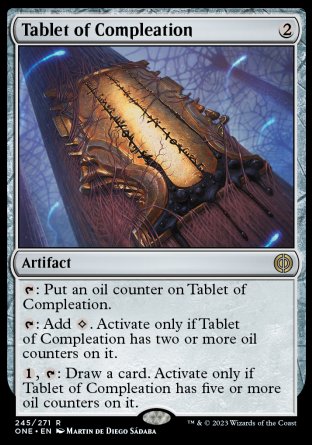 Tablet of Compleation 2
Artifact
: Put an oil counter on Tablet of
Compleation.
: Add . Activate only if Tablet
of Compleation has two or more oil
counters on it.
1, : Draw a card. Activate only if
Tablet of Compleation has five or more
oil counters on it.
245/271 R
ONE • EN Martin de Diego Sádaba
™ & © 2023 Wizards of the Coast